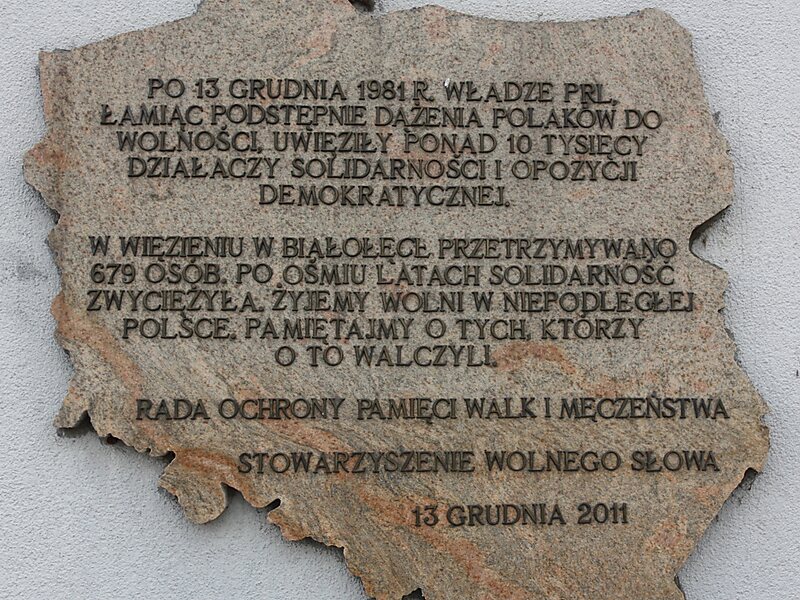 PO 13 GRUDNIA 1981 R. WŁADZE PRL,
ŁAMIĄC PODSTĘPNIE DĄŻENIA POLAKÓW DO
WOLNOŚCI, UWIĘZIŁY PONAD 10 TYSIĘCY
DZIAŁACZY SOLIDARNOŚCI I OPOZYCJI
DEMOKRATYCZNEJ.
W WIĘZIENIU W BIAŁOŁĘCE PRZETRZYMYWANO
679 OSÓB. PO OŚMIU LATACH SOLIDARNOŚĆ
ZWYCIĘŻYŁA. ŻYJEMY WOLNI W NIEPODLEGŁEJ
POLSCE. PAMIĘTAJMY O TYCH, KTÓRZY
O TO WALCZYLI.
RADA OCHRONY PAMIĘCI WALK I MĘCZEŃSTWA
STOWARZYSZENIE WOLNEGO SŁOWA
13 GRUDNIA 2011